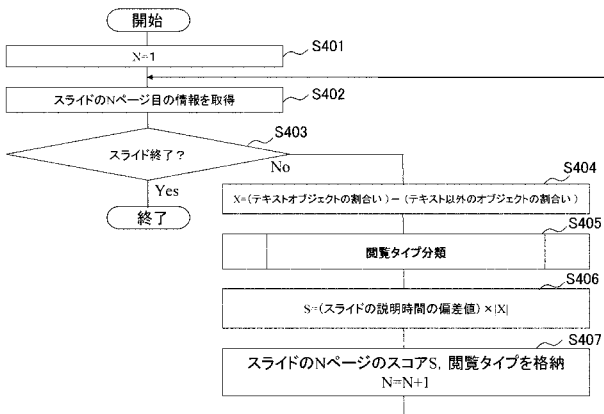 開始
S401
N=1
S402
スライドのNページ目の情報を取得
S403
スライド終了？
No
Yes
終了
S404
X=(テキストオブジェクトの割合い)－(テキスト以外のオブジェクトの割合い)
S405
閲覧タイプ分類
S406
S=(スライドの説明時間の偏差値)×|X|
S407
スライドのNページのスコアS, 閲覧タイプを格納
N=N+1